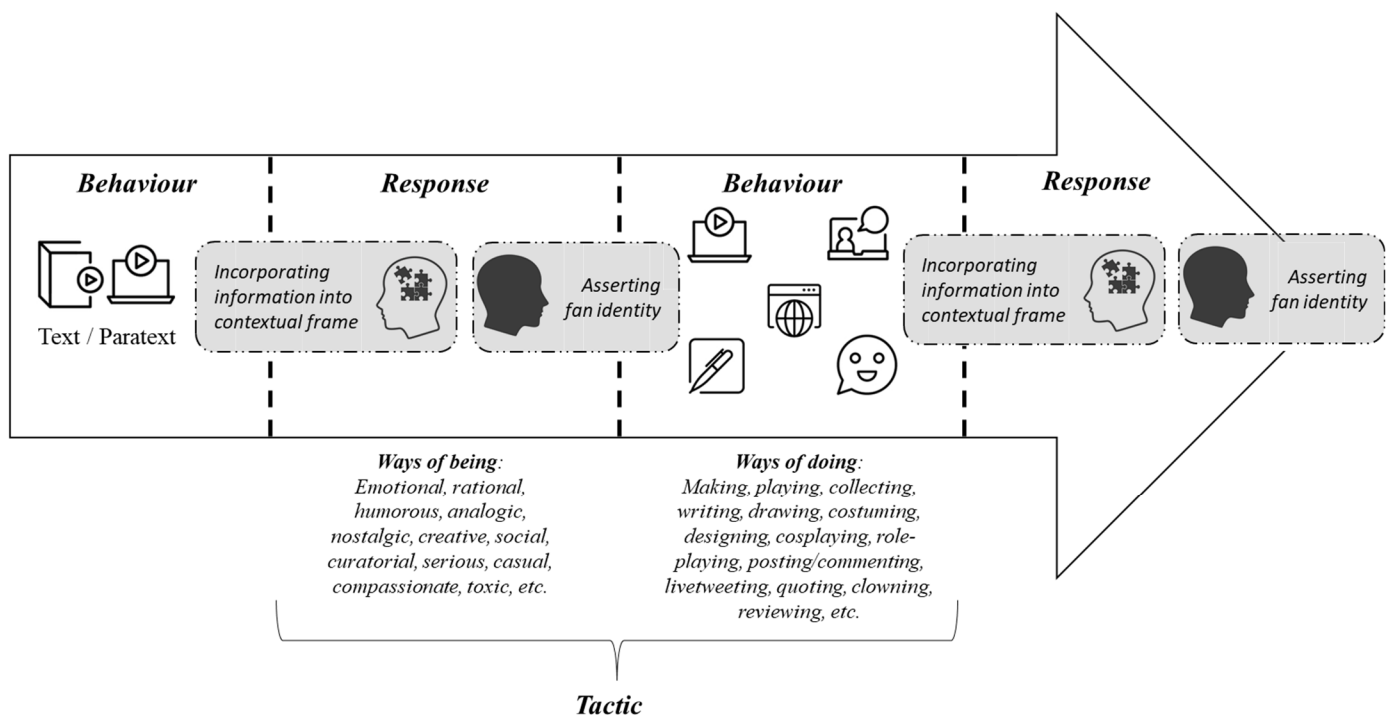 Behaviour
Response
Behaviour
Response
Text / Paratext
Incorporating
information into
contextual frame
Asserting
fan identity
Incorporating
information into
contextual frame
Asserting
fan identity
Ways of being:
Emotional, rational,
humorous, analogic,
nostalgic, creative, social,
curatorial, serious, casual,
compassionate, toxic, etc.
Ways of doing:
Making, playing, collecting,
writing, drawing, costuming,
designing, cosplaying, role-
playing, posting/commenting,
livetweeting, quoting, clowning,
reviewing, etc.
Tactic